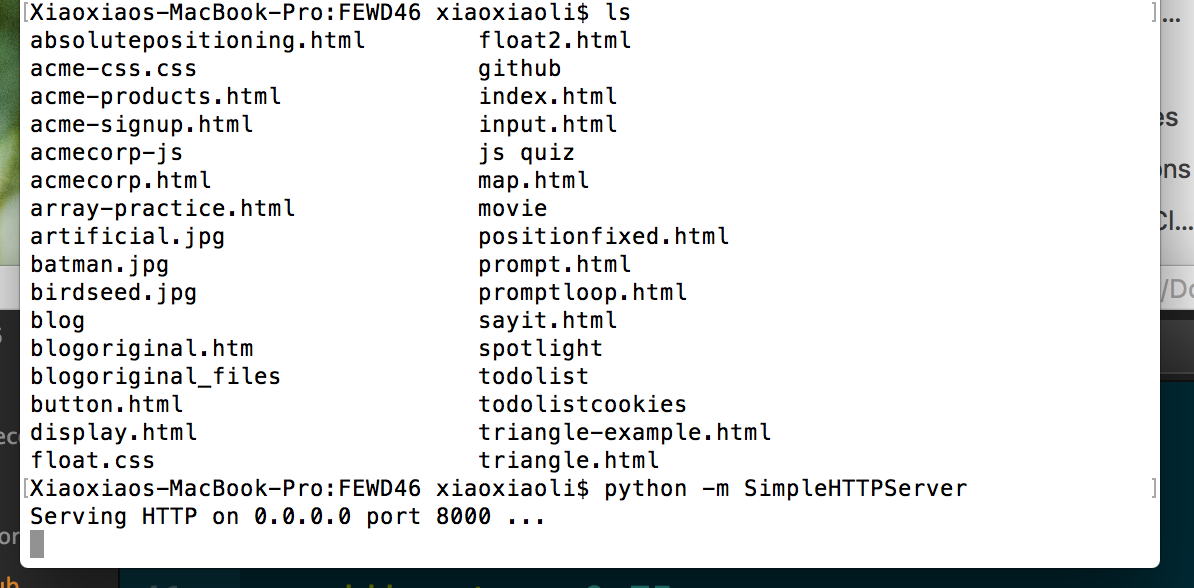 Xiaoxiaos-MacBook-Pro:FEWD46 xiaoxiaoli$ ls
absolutepositioning.html float2.html
acme-css.css github
acme-products.html index.html
acme-signup.html input.html
acmecorp-js js quiz
acmecorp.html map.html
array-practice.html movie
artificial.jpg positionfixed.html
batman.jpg prompt.html
birdseed.jpg promptloop.html
blog sayit.html
blogoriginal.htm spotlight
blogoriginal_files todolist
button.html todolistcookies
display.html triangle-example.html
float.css triangle.html
Xiaoxiaos-MacBook-Pro:FEWD46 xiaoxiaoli$ python -m SimpleHTTPServer
Serving HTTP on 0.0.0.0 port 8000 ...